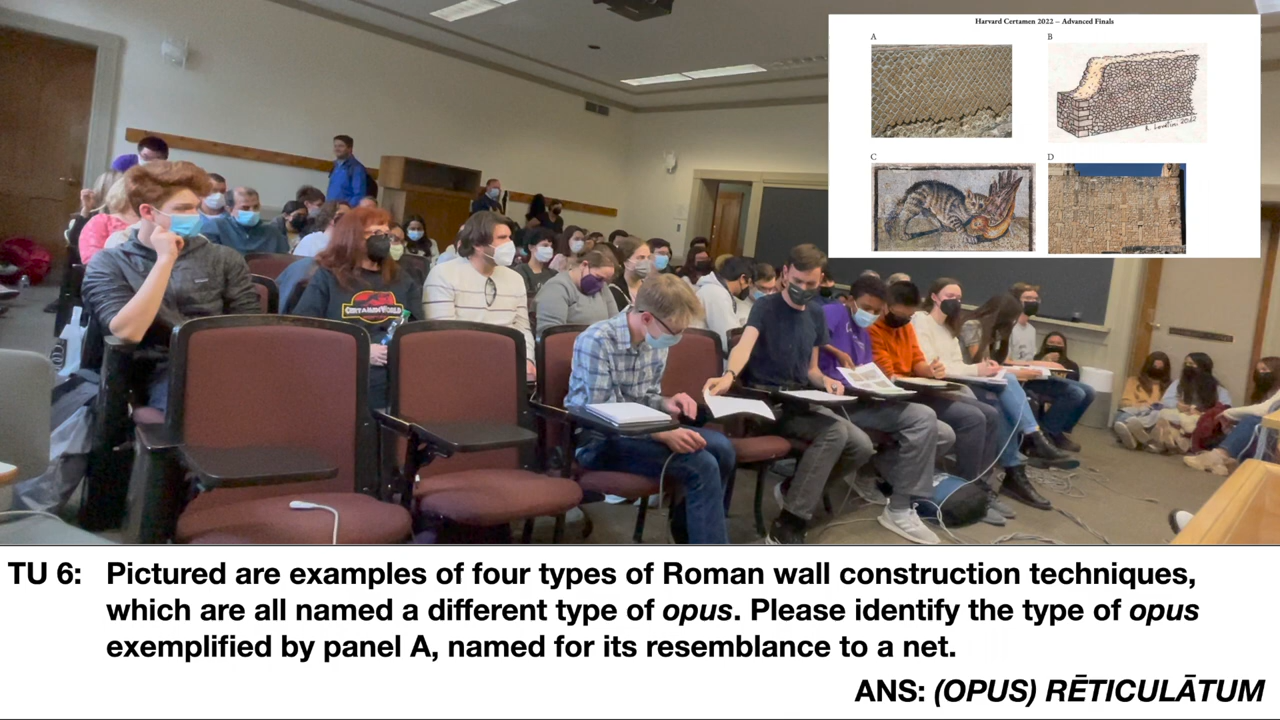 Harvard Certamen 2022 – Advanced Finals
A
B
C
D
CERTAMENWORLD
TU 6: Pictured are examples of four types of Roman wall construction techniques,
which are all named a different type of opus. Please identify the type of opus
exemplified by panel A, named for its resemblance to a net.
ANS: (OPUS) RĒTICULĀTUM